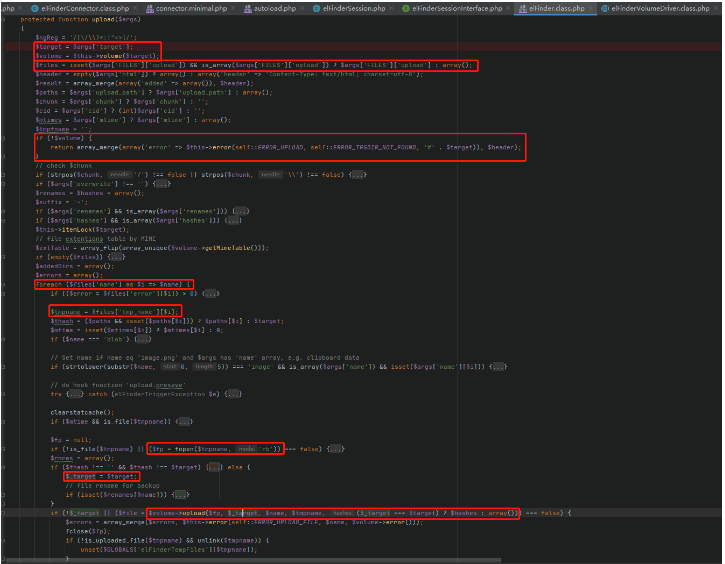 .php
elFinderConnector.class.php
connector.minimal.php
autoload.php
elFinderSession.php
elFinderSessionInterface.php
elFinder.class.php
elFinderVolumeDriver.class.php
protected function upload($args)
{
$target = $args['target'];
$volume = $this->volume($target);
$files = isset($args['FILES']['upload']) && is_array($args['FILES']['upload']) ? $args['FILES']['upload'] : array();
$header = empty($args['html']) ? array() : array('header' => 'Content-Type: text/html; charset=utf-8');
$result = array_merge(array('added' => array()), $header);
$paths = $args['upload_path'] ? $args['upload_path'] : array();
$chunk = $args['chunk'] ? $args['chunk'] : '';
$cid = $args['cid'] ? (int)$args['cid'] : '';
$mtimes = $args['mtime'] ? $args['mtime'] : array();
$tmpfname = '';
if (!$volume) {
return array_merge(array('error' => $this->error(self::ERROR_UPLOAD, self::ERROR_TRGDIR_NOT_FOUND, '#' . $target)), $header);
}
// check $chunk
if (strpos($chunk, needle: '/') !== false || strpos($chunk, needle: '\\') !== false) {...}
if ($args['overwrite'] !== '') {...}
$renames = $hashes = array();
$suffix = '~';
if ($args['renames'] && is_array($args['renames'])) {...}
if ($args['hashes'] && is_array($args['hashes'])) {...}
$this->itemLock($target);
// file extentions table by MIME
$extTable = array_flip(array_unique($volume->getMimeTable()));
if (empty($files)) {...}
$addedDirs = array();
$errors = array();
foreach ($files['name'] as $i => $name) {
if (($error = $files['error'][$i]) > 0) {...}
$tmpname = $files['tmp_name'][$i];
$thash = ($paths && isset($paths[$i])) ? $paths[$i] : $target;
$mtime = isset($mtimes[$i]) ? $mtimes[$i] : 0;
if ($name === 'blob') {...}
// Set name if name eq 'image.png' and $args has 'name' array, e.g. clipboard data
if (strtolower(substr($name, start: 0, length: 5)) === 'image' && is_array($args['name']) && isset($args['name'][$i])) {...}
// do hook function 'upload.presave'
try {...} catch (elFinderTriggerException $e) {...}
clearstatcache();
if ($mtime && is_file($tmpname)) {...}
$fp = null;
if (!is_file($tmpname) || ($fp = fopen($tmpname, mode: 'rb')) === false) {...}
$rnres = array();
if ($thash !== '' && $thash !== $target) {...} else {
$_target = $target;
// file rename for backup
if (isset($renames[$name])) {...}
}
if (!$_target || ($file = $volume->upload($fp, $_target, $name, $tmpname, hashes: ($_target === $target) ? $hashes : array())) === false) {
$errors = array_merge($errors, $this->error(self::ERROR_UPLOAD_FILE, $name, $volume->error()));
fclose($fp);
if (!is_uploaded_file($tmpname) && unlink($tmpname)) {
unset($GLOBALS['elFinderTempFiles'][$tmpname]);
}